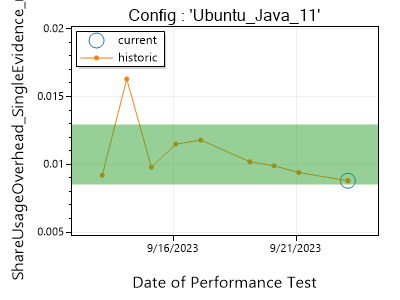 Config : 'Ubuntu_Java_11'
current
historic
0.02
0.015
0.01
0.005
ShareUsageOverhead_SingleEvidence_
9/16/2023
9/21/2023
Date of Performance Test